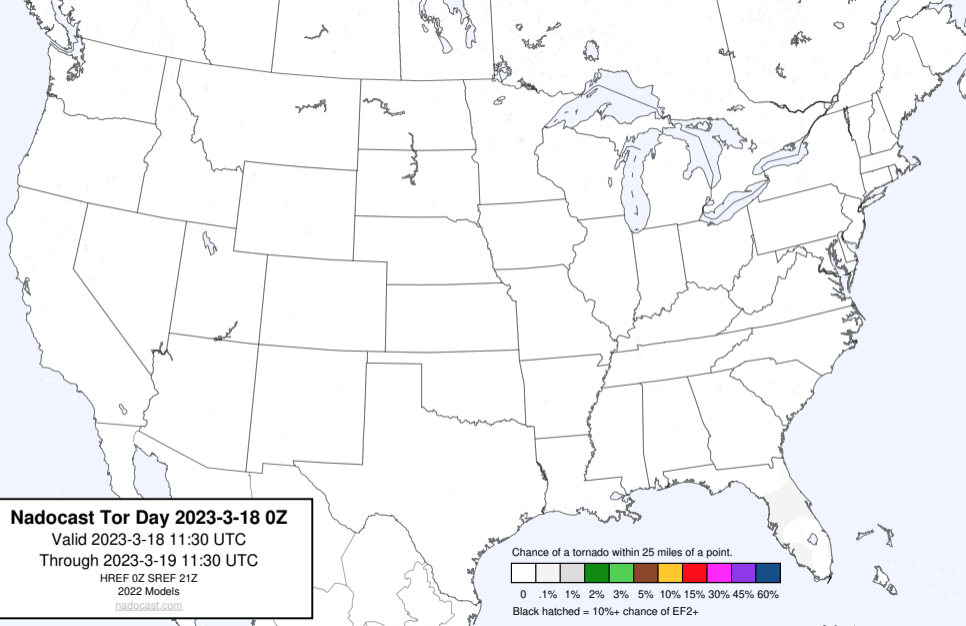 Nadocast Tor Day 2023-3-18 0Z
Valid 2023-3-18 11:30 UTC
Through 2023-3-19 11:30 UTC
HREF 0Z SREF 21Z
2022 Models
nadocast.com
Chance of a tornado within 25 miles of a point.
0 .1% 1% 2% 3% 5% 10% 15% 30% 45% 60%
Black hatched = 10%+ chance of EF2+